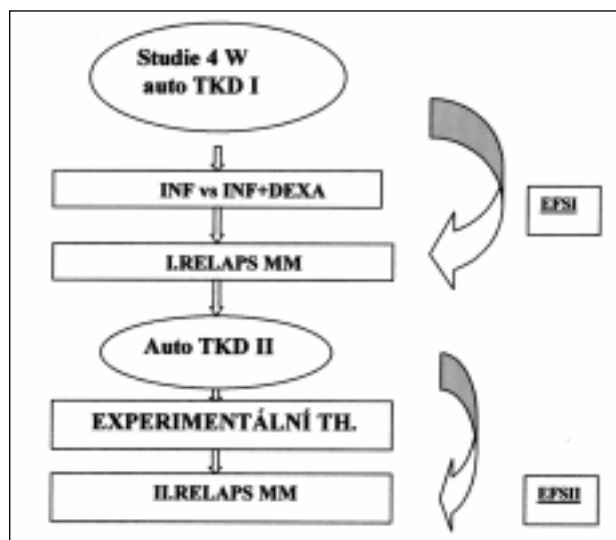 Studie 4 W
auto TKD I
INF vs INF+DEXA
EFSI
I.RELAPS MM
Auto TKD II
EXPERIMENTÁLNÍ TH.
II.RELAPS MM
EFSII